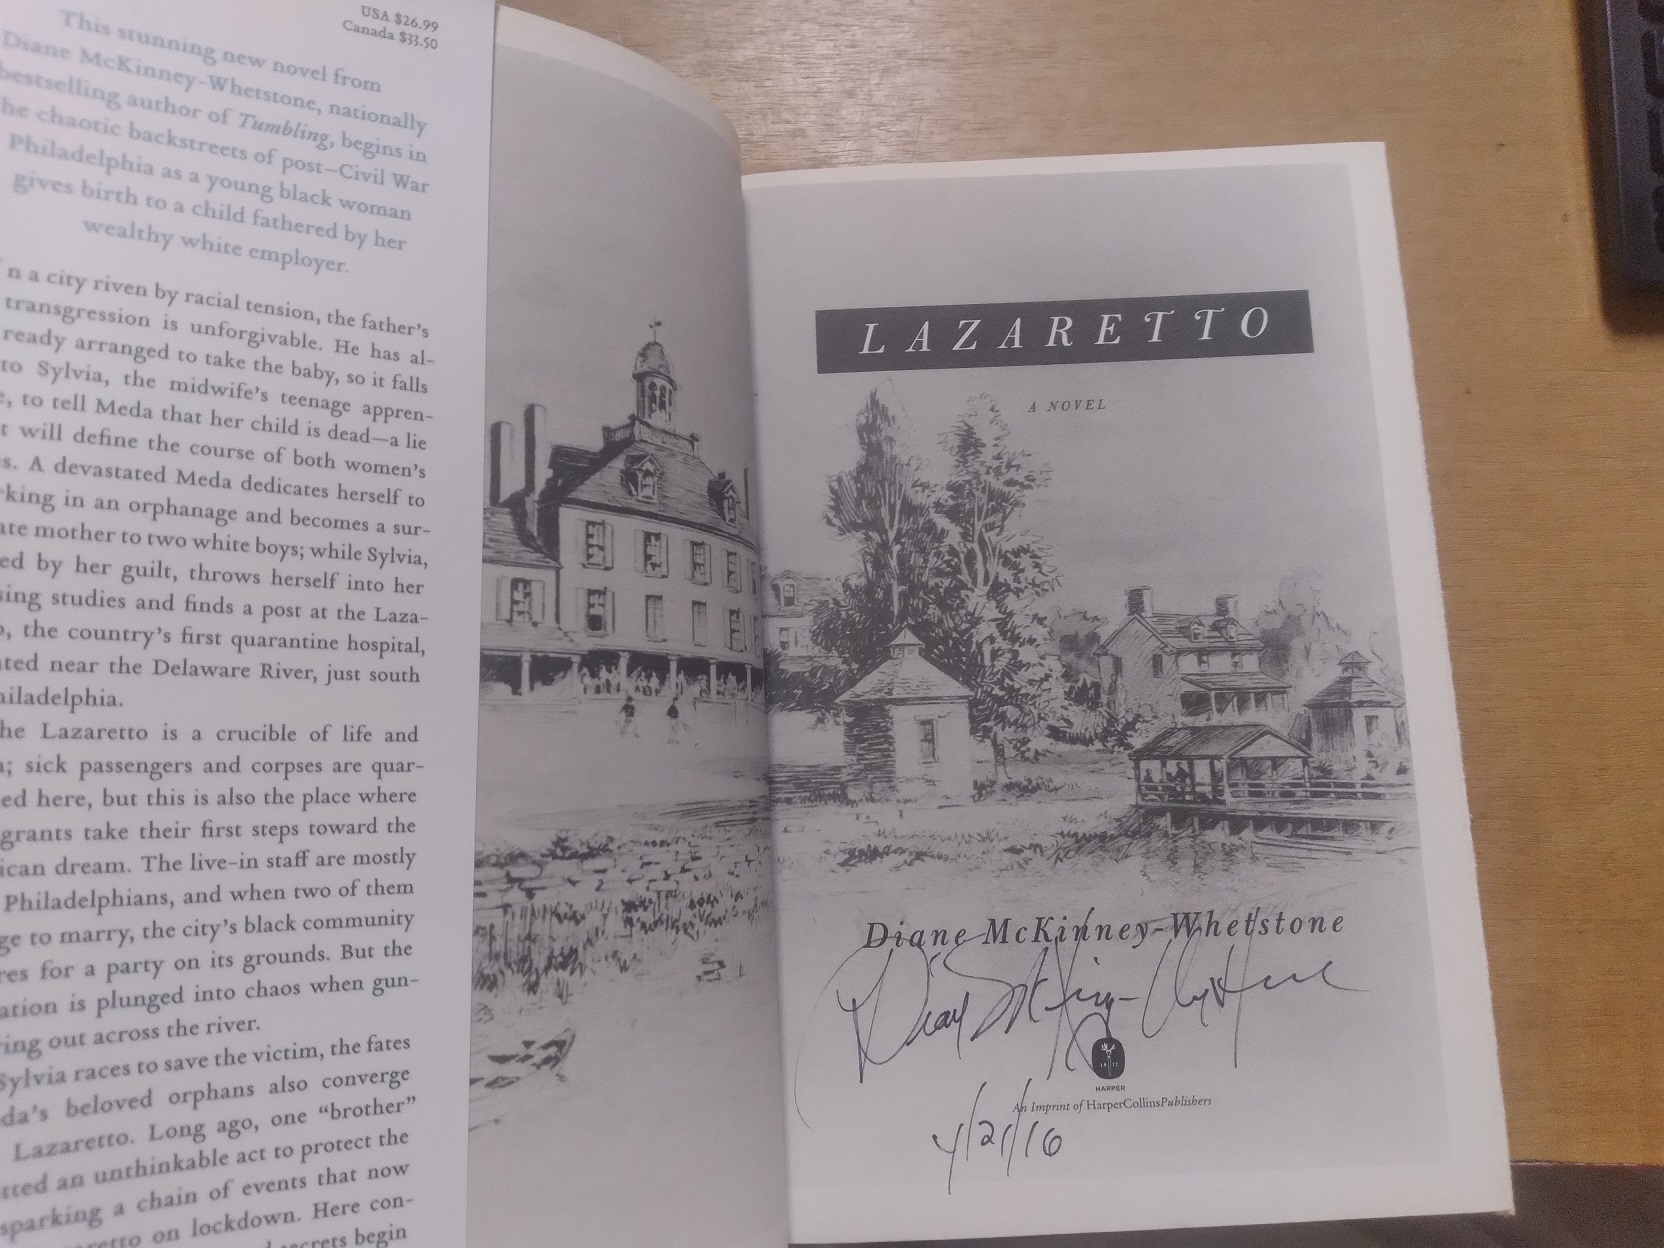 USA $26.99
Canada $33.50
This stunning new novel from
Diane McKinney-Whetstone, nationally
bestselling author of Tumbling, begins in
he chaotic backstreets of post–Civil War
Philadelphia as a young black woman
gives birth to a child fathered by her
wealthy white employer.
n a city riven by racial tension, the father's
transgression is unforgivable. He has al-
ready arranged to take the baby, so it falls
to Sylvia, the midwife's teenage appren-
e, to tell Meda that her child is dead—a lie
t will define the course of both women's
s. A devastated Meda dedicates herself to
rking in an orphanage and becomes a sur-
ate mother to two white boys; while Sylvia,
ed by her guilt, throws herself into her
sing studies and finds a post at the Laza-
o, the country's first quarantine hospital,
ated near the Delaware River, just south
hiladelphia.
he Lazaretto is a crucible of life and
; sick passengers and corpses are quar-
ed here, but this is also the place where
grants take their first steps toward the
ican dream. The live-in staff are mostly
Philadelphians, and when two of them
ge to marry, the city's black community
res for a party on its grounds. But the
ation is plunged into chaos when gun-
ring out across the river.
Sylvia races to save the victim, the fates
da's beloved orphans also converge
Lazaretto. Long ago, one "brother"
tted an unthinkable act to protect the
sparking a chain of events that now
retto on lockdown. Here con-
secrets begin
LAZARETTO
A NOVEL
Diane McKinney-Whetstone
Diane McKinney-Whetstone
1817
HARPER
An Imprint of HarperCollinsPublishers
4/21/16